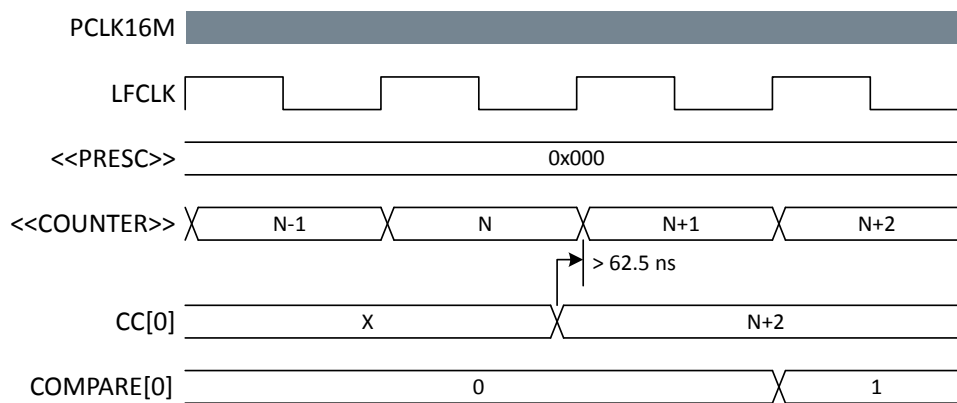 PCLK16M
LFCLK
<<PRESC>> 0x000
<<COUNTER>> N-1 N N+1 N+2
> 62.5 ns
CC[0] X N+2
COMPARE[0] 0 1